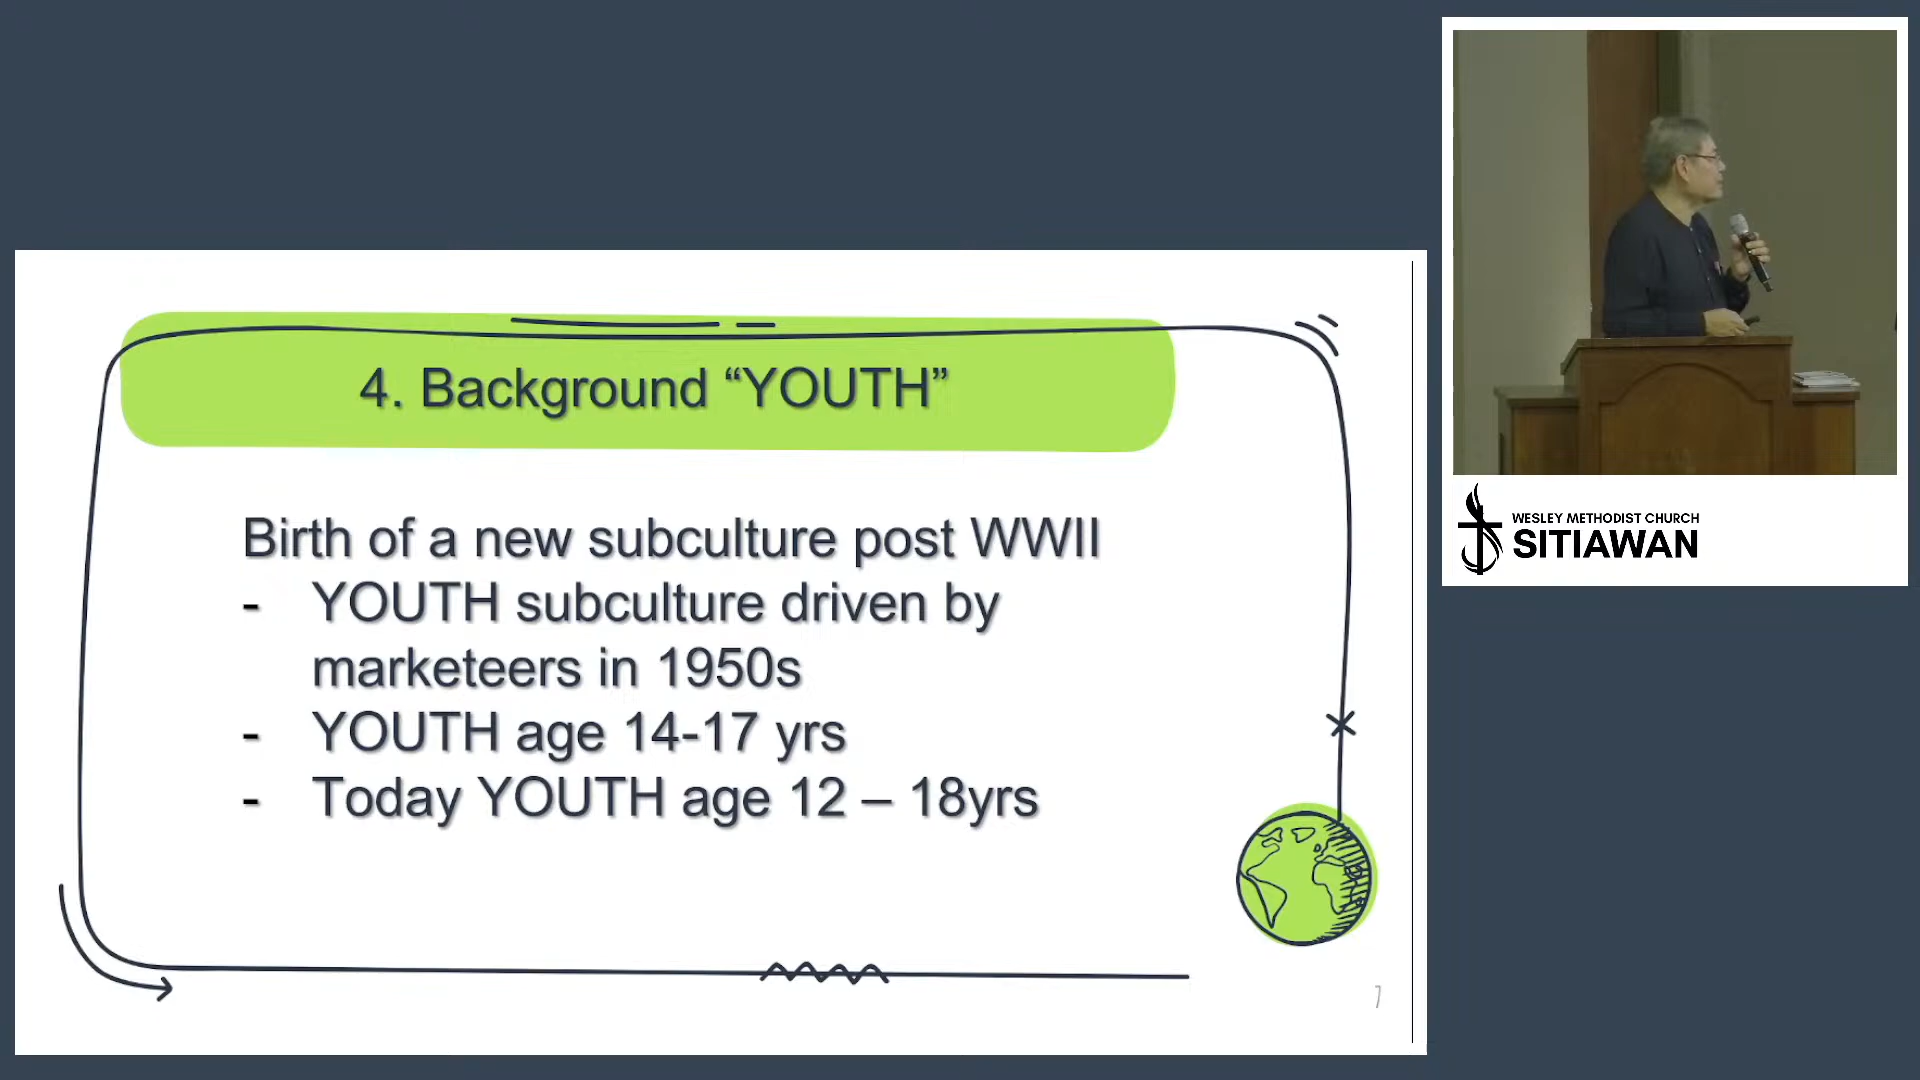 4. Background “YOUTH”
Birth of a new subculture post WWII
- YOUTH subculture driven by
marketeers in 1950s
- YOUTH age 14-17 yrs
- Today YOUTH age 12 – 18yrs
7
WESLEY METHODIST CHURCH
SITIAWAN